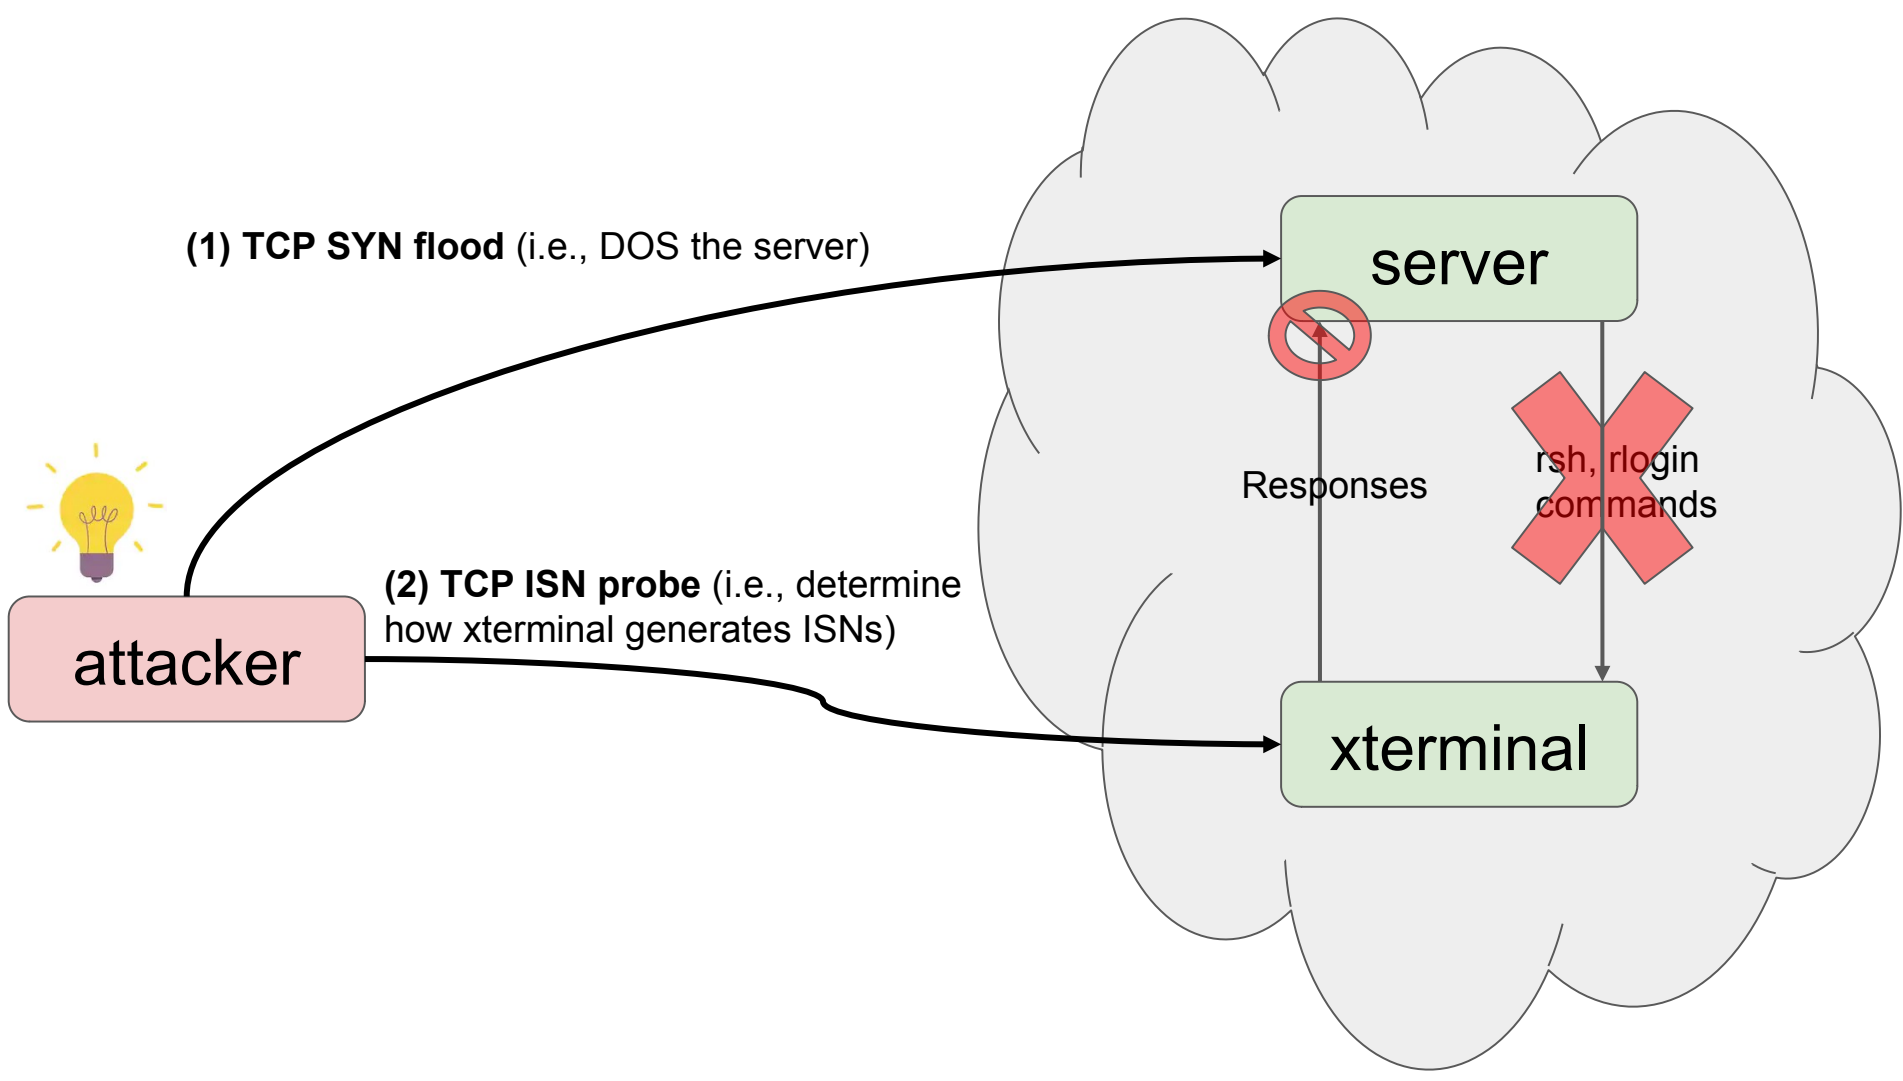 (1) TCP SYN flood (i.e., DOS the server)
server
Responses
rsh, rlogin
commands
(2) TCP ISN probe (i.e., determine
how xterminal generates ISNs)
attacker
xterminal